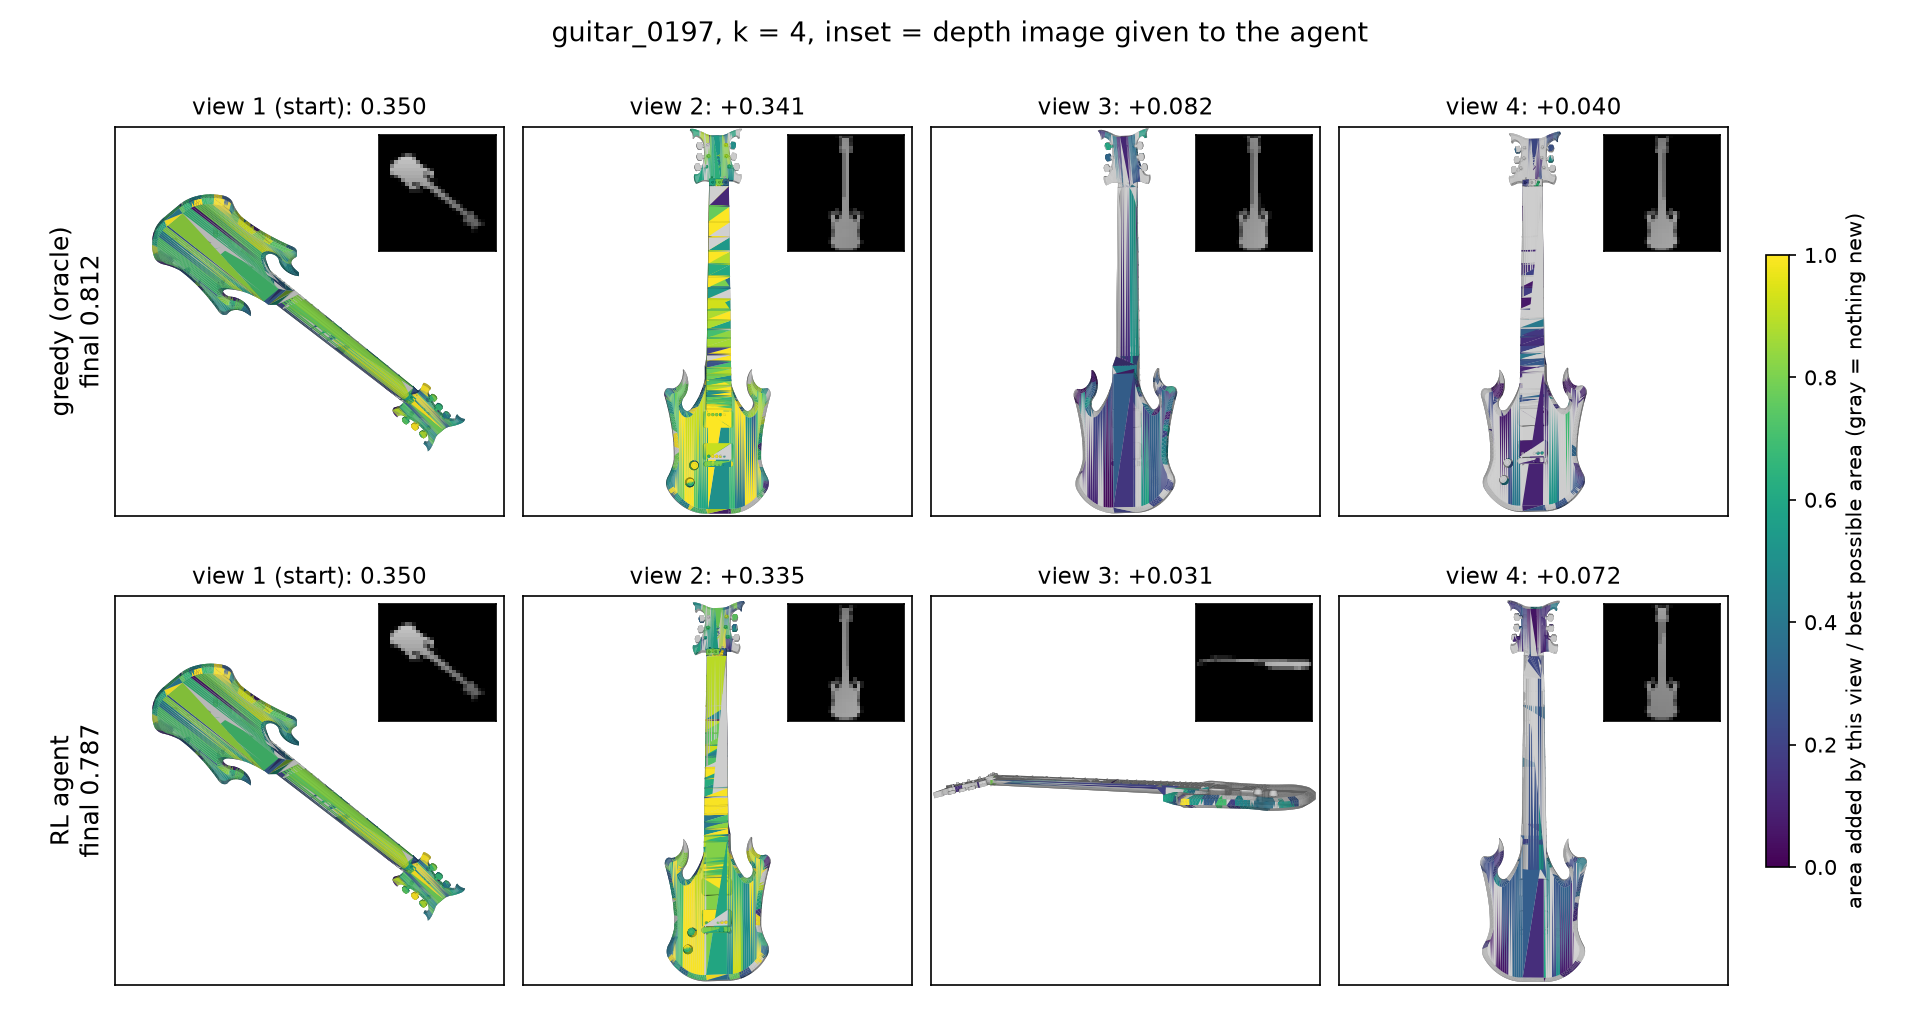 guitar_0197, k = 4, inset = depth image given to the agent
greedy (oracle)
final 0.812
view 1 (start): 0.350
view 2: +0.341
view 3: +0.082
view 4: +0.040
RL agent
final 0.787
view 1 (start): 0.350
view 2: +0.335
view 3: +0.031
view 4: +0.072
1.0
0.8
0.6
0.4
0.2
0.0
area added by this view / best possible area (gray = nothing new)